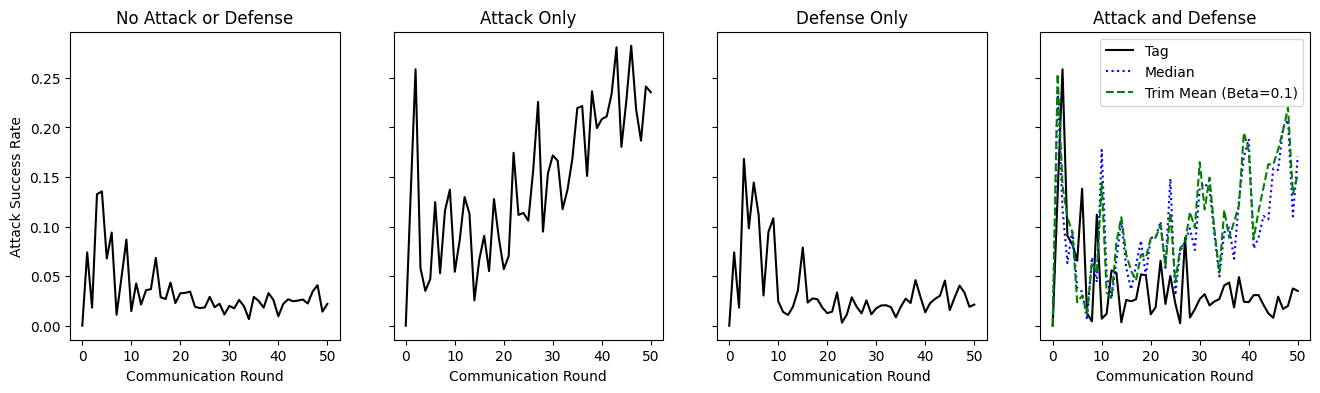 No Attack or Defense
Attack Only
Defense Only
Attack and Defense
Attack Success Rate
0.25
0.20
0.15
0.10
0.05
0.00
Tag
Median
Trim Mean (Beta=0.1)
0 10 20 30 40 50
0 10 20 30 40 50
0 10 20 30 40 50
0 10 20 30 40 50
Communication Round
Communication Round
Communication Round
Communication Round